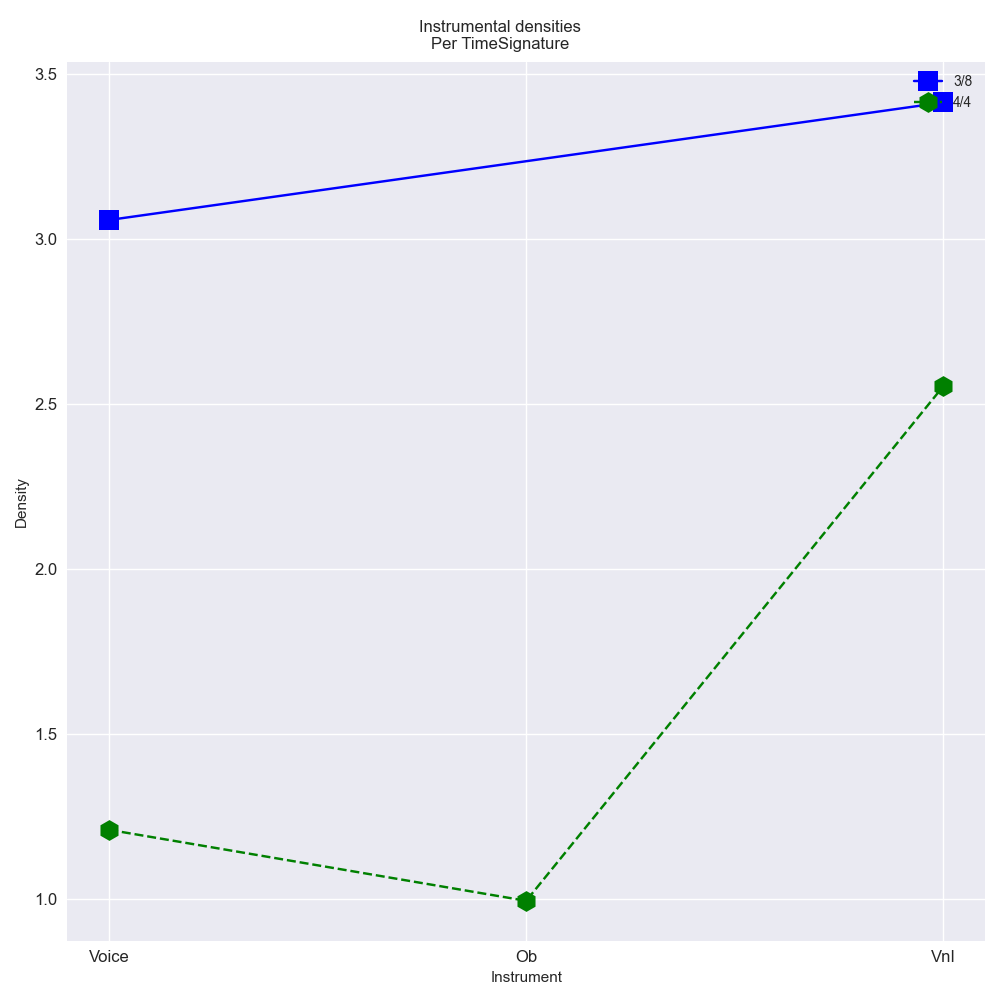 Instrumental densities
Per TimeSignature
3.5
3/8
4/4
3.0
2.5
Density
2.0
1.5
1.0
Voice
Ob
VnI
Instrument